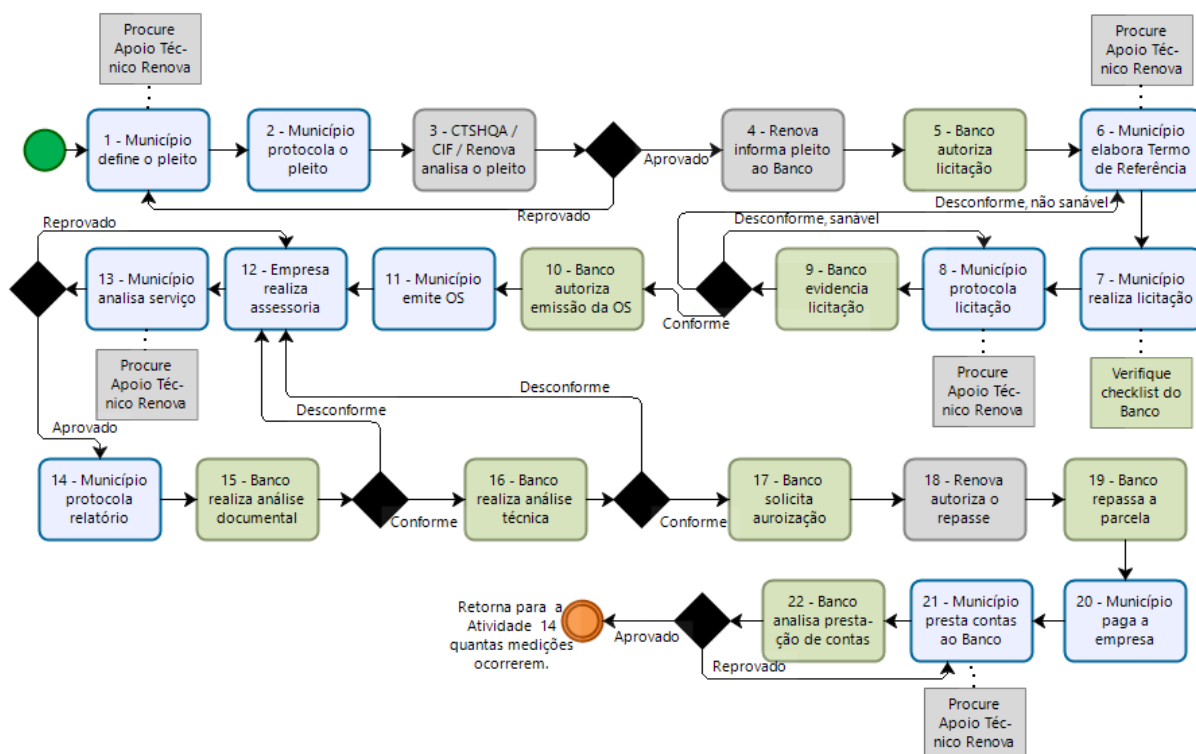 Procure
Apoio Téc-
nico Renova
Procure
Apoio Téc-
nico Renova
1 - Município
define o pleito
2 - Município
protocola o
pleito
3 - CTSHQA /
CIF / Renova
analisa o pleito
Aprovado
Reprovado
4 - Renova
informa pleito
ao Banco
5 - Banco
autoriza
licitação
6 - Município
elabora Termo
de Referência
Desconforme, não sanável
Desconforme, sanável
Reprovado
13 - Município
analisa serviço
12 - Empresa
realiza
assessoria
11 - Município
emite OS
10 - Banco
autoriza
emissão da OS
Conforme
9 - Banco
evidencia
licitação
8 - Município
protocola
licitação
7 - Município
realiza licitação
Procure
Apoio Téc-
nico Renova
Procure
Apoio Téc-
nico Renova
Verifique
checklist do
Banco
Desconforme
Desconforme
Aprovado
14 - Município
protocola
relatório
15 - Banco
realiza análise
documental
Conforme
16 - Banco
realiza análise
técnica
Conforme
17 - Banco
solicita
auroização
18 - Renova
autoriza o
repasse
19 - Banco
repassa a
parcela
Retorna para a
Atividade 14
quantas medições
ocorrerem.
Aprovado
Reprovado
22 - Banco
analisa presta-
ção de contas
21 - Município
presta contas
ao Banco
20 - Município
paga a
empresa
Procure
Apoio Téc-
nico Renova